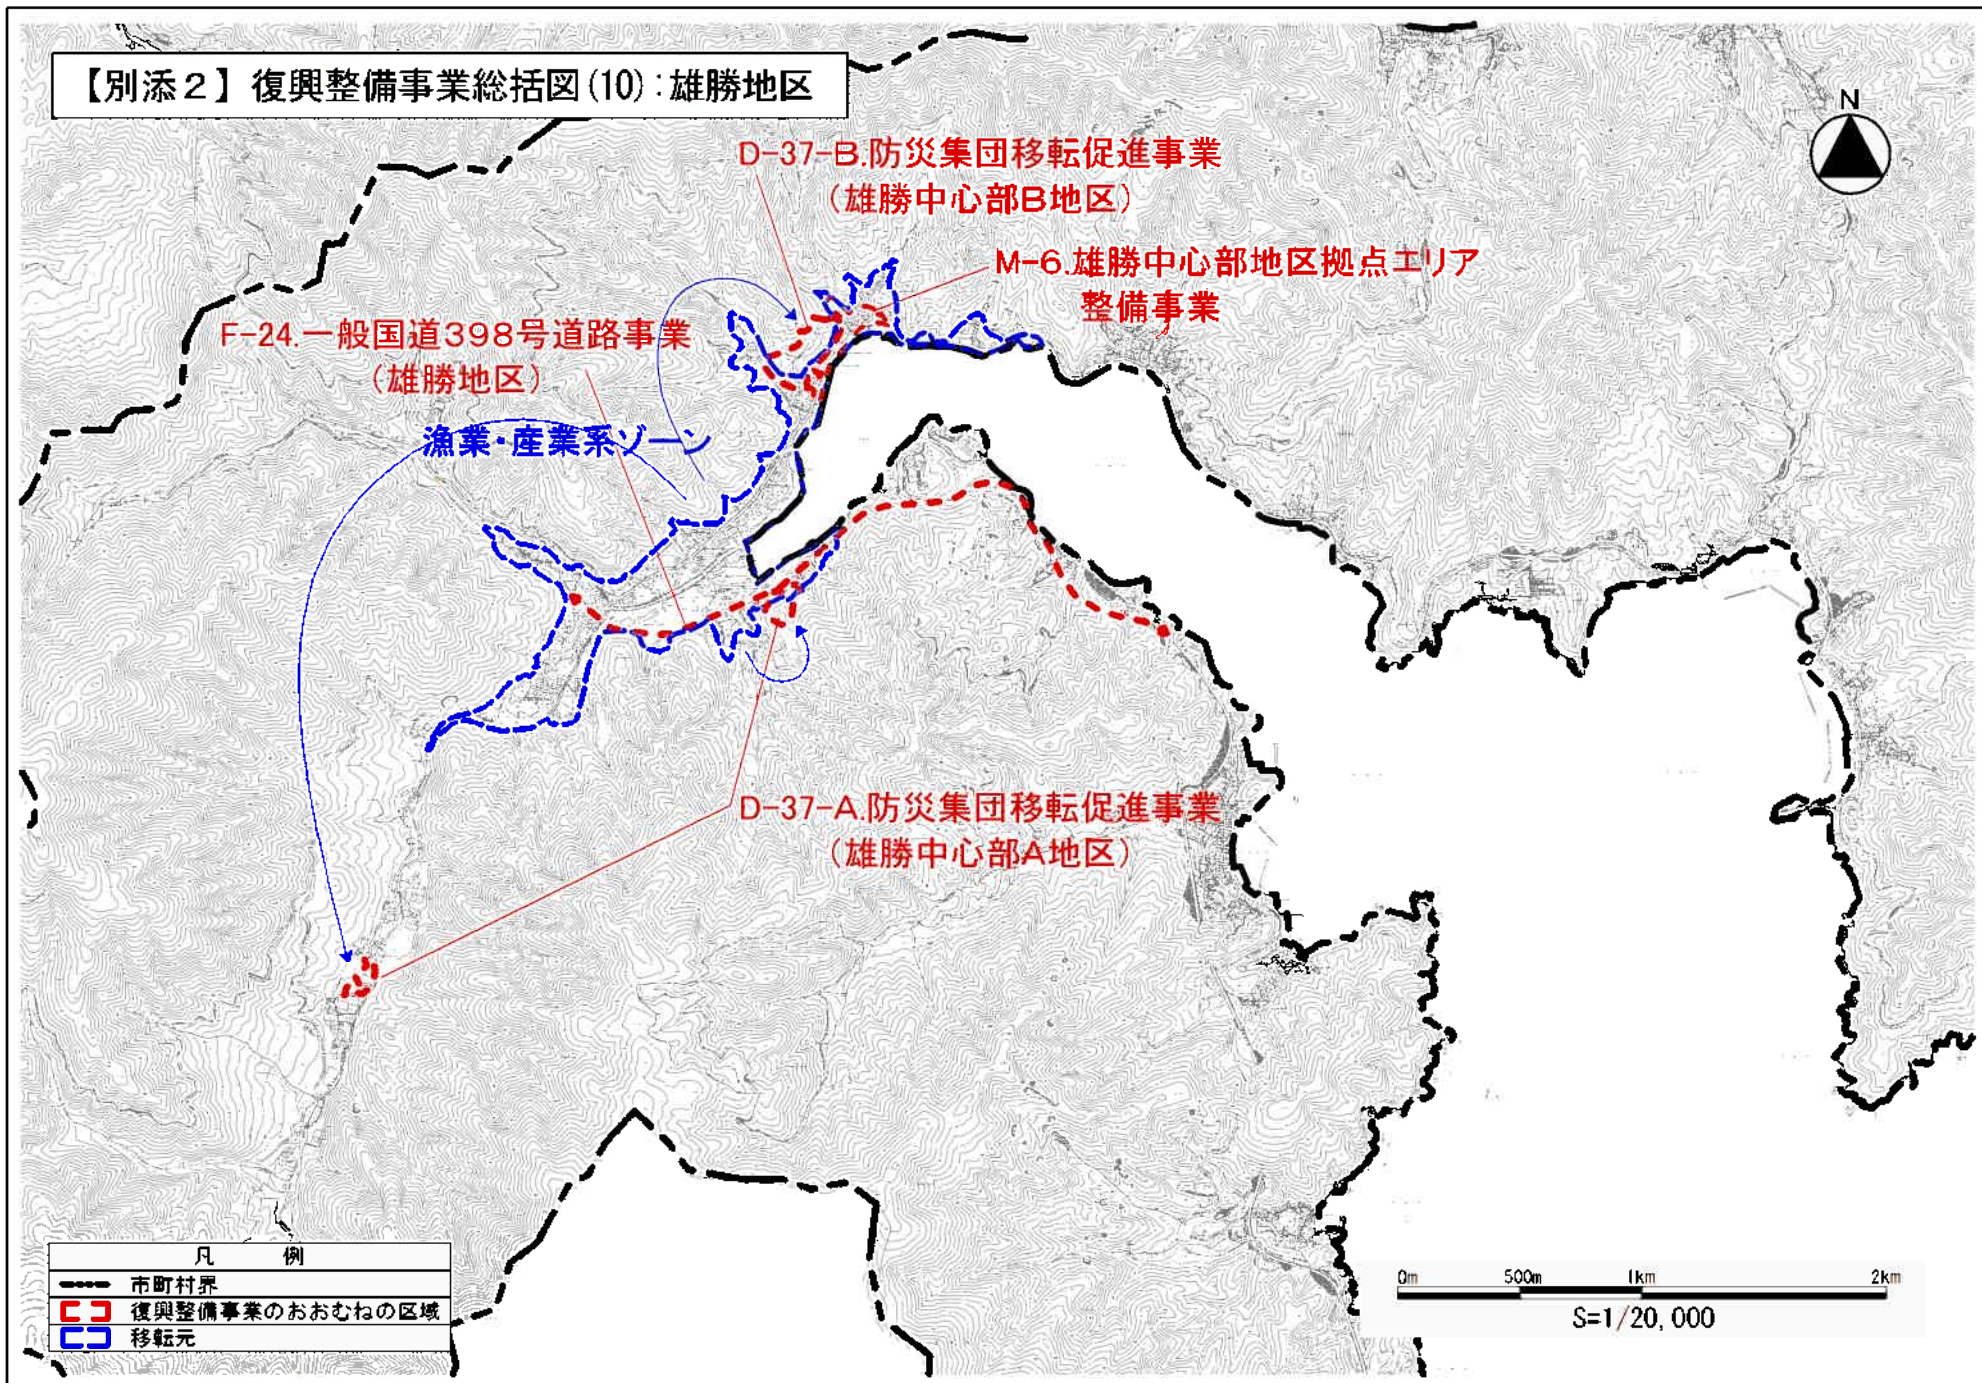 【別添2】復興整備事業総括図(10):雄勝地区
N
D-37-B.防災集団移転促進事業
(雄勝中心部B地区)
M-6.雄勝中心部地区拠点エリア
整備事業
F-24.一般国道398号道路事業
(雄勝地区)
漁業・産業系ゾーン
D-37-A.防災集団移転促進事業
(雄勝中心部A地区)
凡 例
市町村界
復興整備事業のおおむねの区域
移転元
0m 500m 1km 2km
S=1/20,000